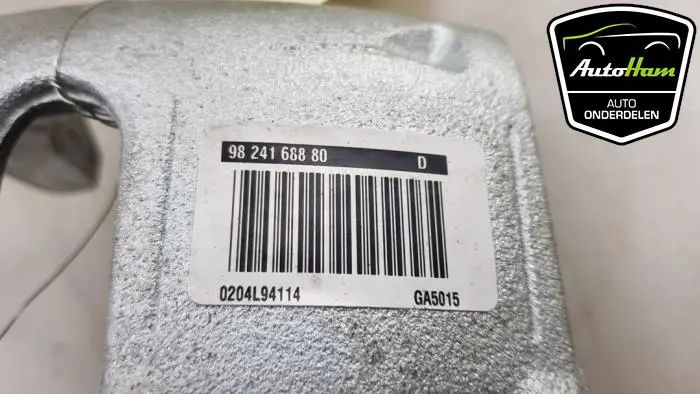 AutoHam
AUTO
ONDERDELEN
98 241 688 80 D
0204L94114 GA5015